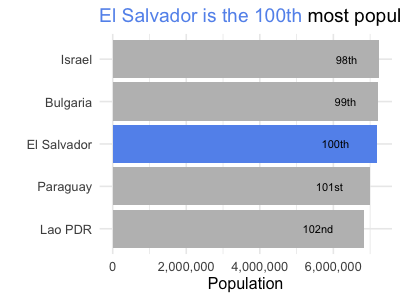 El Salvador is the 100th most popul
Israel 98th
Bulgaria 99th
El Salvador 100th
Paraguay 101st
Lao PDR 102nd
0 2,000,000 4,000,000 6,000,000
Population